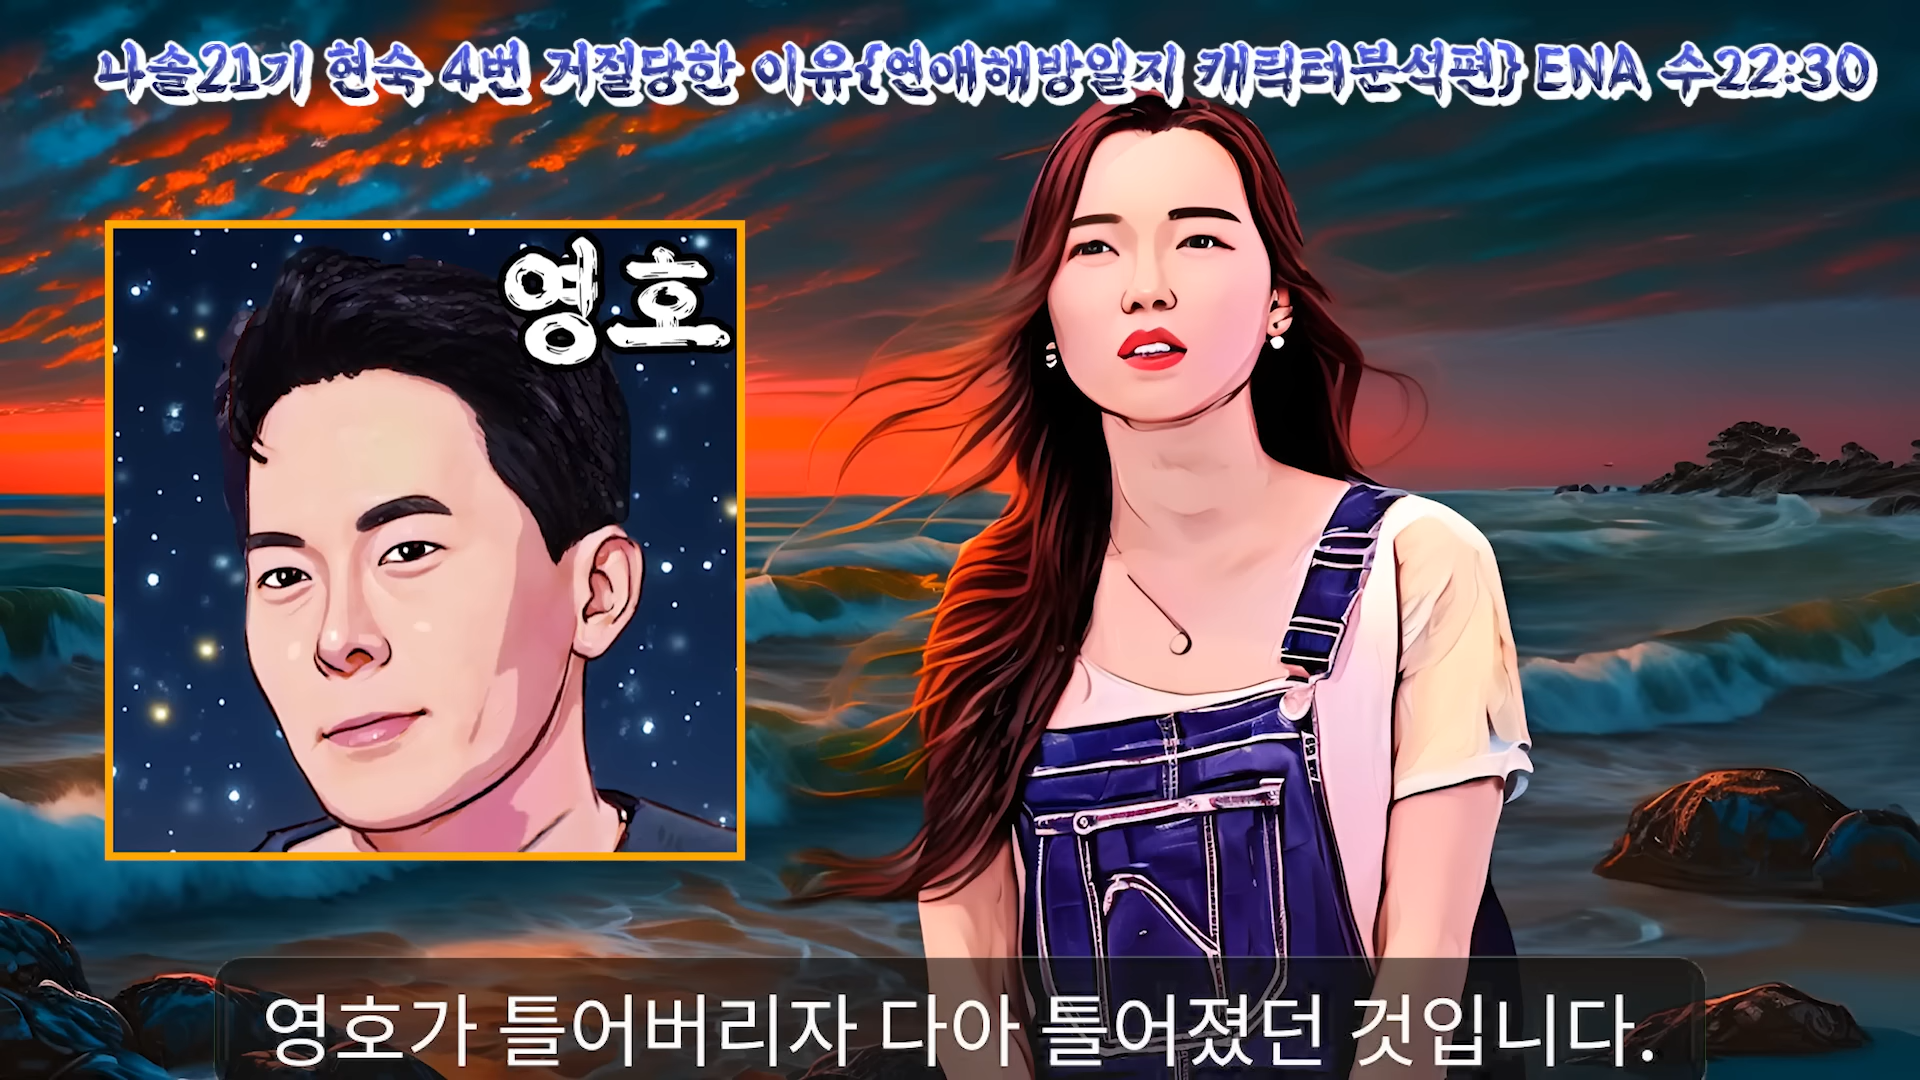 나솔21기 현숙 4번 거절당한 이유{연애해방일지 캐릭터분석편} ENA 수22:30
영호
영호가 틀어버리자 다아 틀어졌던 것입니다.